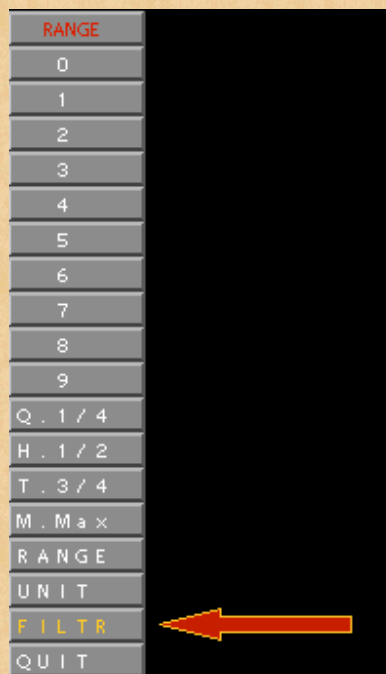 RANGE
0
1
2
3
4
5
6
7
8
9
Q.1/4
H.1/2
T.3/4
M.Max
RANGE
UNIT
FILTR
QUIT